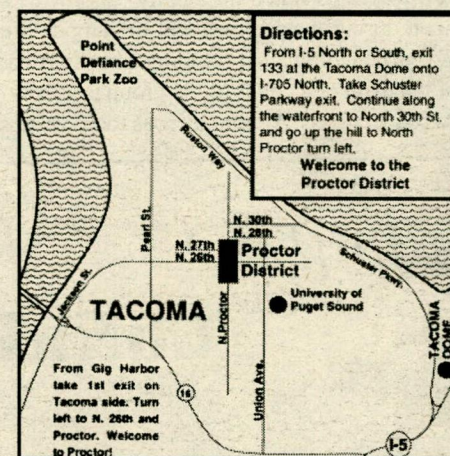 Point
Defiance
Park Zoo
Directions:
From I-5 North or South, exit
133 at the Tacoma Dome onto
I-705 North. Take Schuster
Parkway exit. Continue along
the waterfront to North 30th St.
and go up the hill to North
Proctor turn left.
Welcome to the
Proctor District
Ruston Way
Pearl St.
N. 30th
N. 28th
N. 27th
N. 26th
Proctor
District
Schuster Pkwy.
Jackson St.
TACOMA
N.Proctor
University of
Puget Sound
Union Ave.
TACOMA
DOME
From Gig Harbor
take 1st exit on
Tacoma side. Turn
left to N. 26th and
Proctor. Welcome
to Proctor!
16
I-5